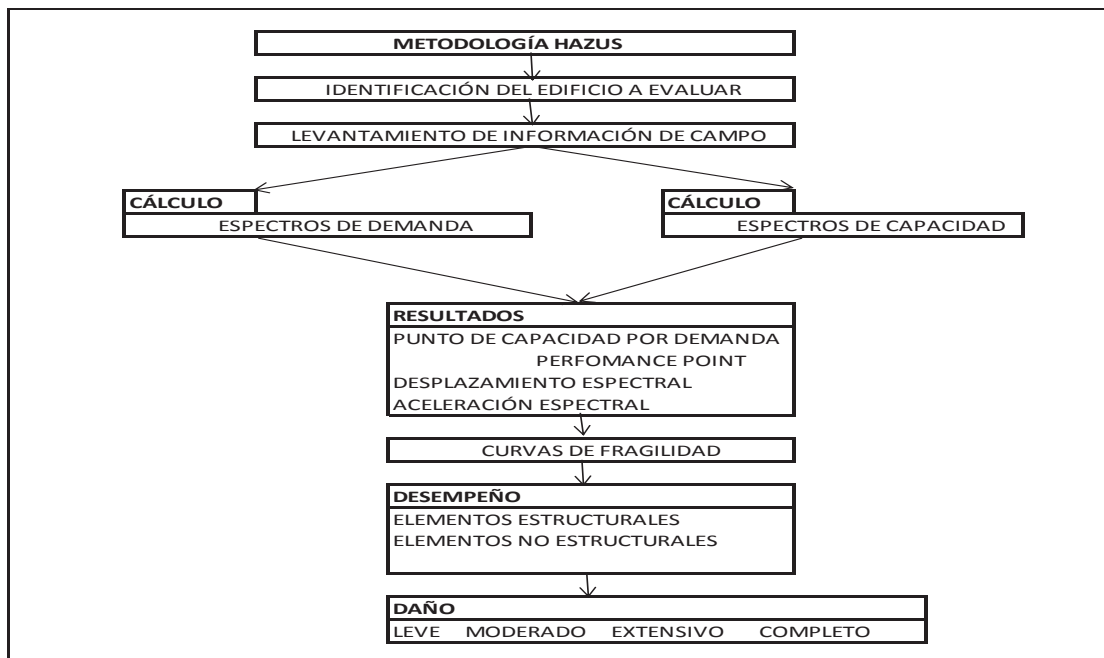 METODOLOGÍA HAZUS
IDENTIFICACIÓN DEL EDIFICIO A EVALUAR
LEVANTAMIENTO DE INFORMACIÓN DE CAMPO
CÁLCULO
ESPECTROS DE DEMANDA
CÁLCULO
ESPECTROS DE CAPACIDAD
RESULTADOS
PUNTO DE CAPACIDAD POR DEMANDA
PERFOMANCE POINT
DESPLAZAMIENTO ESPECTRAL
ACELERACIÓN ESPECTRAL
CURVAS DE FRAGILIDAD
DESEMPEÑO
ELEMENTOS ESTRUCTURALES
ELEMENTOS NO ESTRUCTURALES
DAÑO
LEVE MODERADO EXTENSIVO COMPLETO